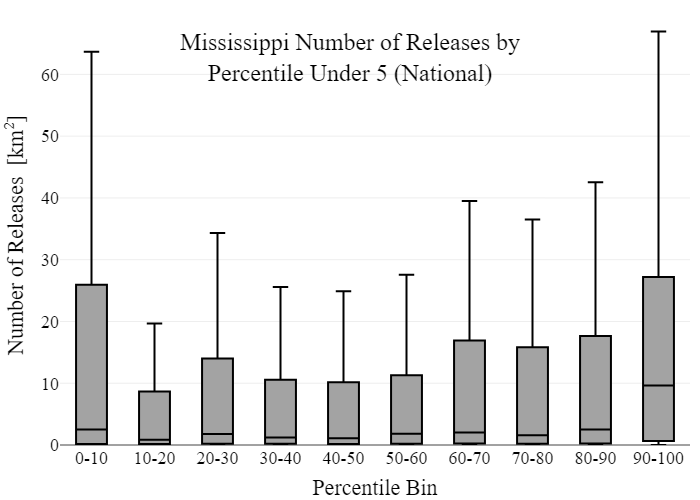 Mississippi Number of Releases by
Percentile Under 5 (National)
Number of Releases [km²]
60
50
40
30
20
10
0
0-10 10-20 20-30 30-40 40-50 50-60 60-70 70-80 80-90 90-100
Percentile Bin